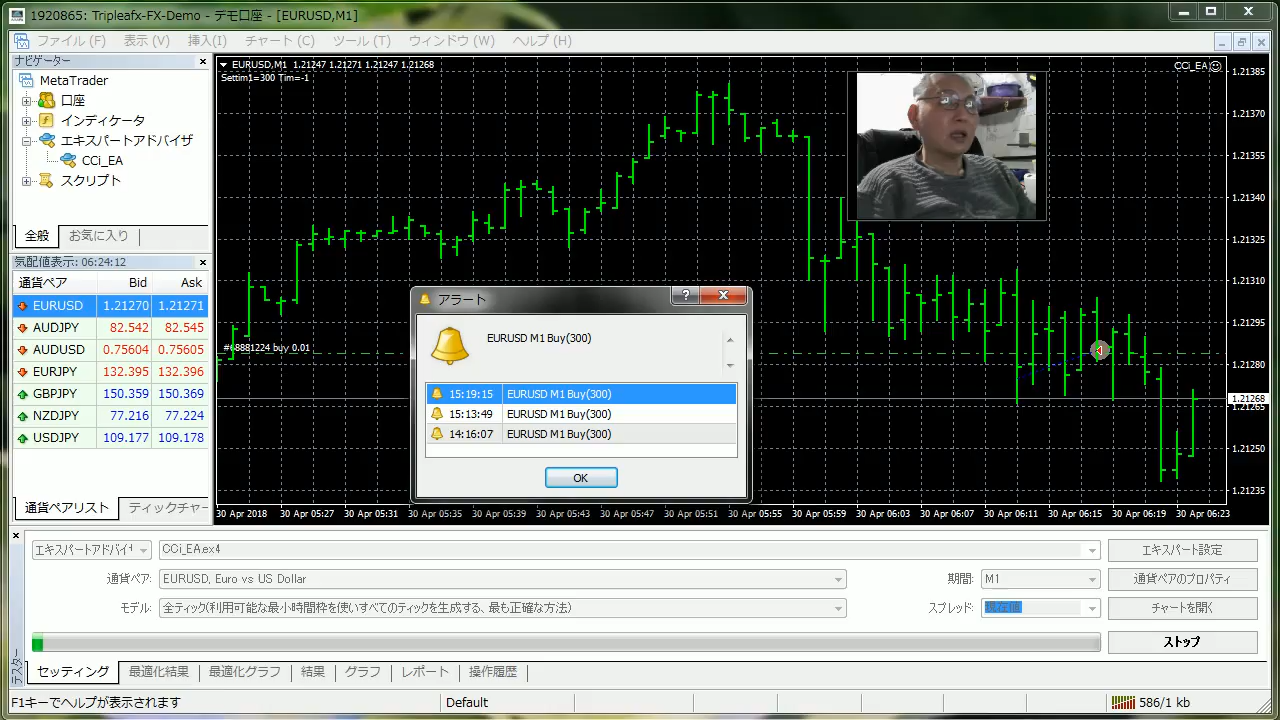 1920865: Tripleafx-FX-Demo - デモ口座 - [EURUSD,M1]
ファイル (F) 表示 (V) 挿入(I) チャート (C) ツール (T) ウィンドウ (W) ヘルプ (H)
ナビゲーター
MetaTrader
口座
インディケータ
エキスパートアドバイザ
CCi_EA
スクリプト
全般 お気に入り
気配値表示: 06:24:12
通貨ペア Bid Ask
EURUSD 1.21270 1.21271
AUDJPY 82.542 82.545
AUDUSD 0.75604 0.75605
EURJPY 132.395 132.396
GBPJPY 150.359 150.369
NZDJPY 77.216 77.224
USDJPY 109.177 109.178
通貨ペアリスト ティックチャー
EURUSD,M1 1.21247 1.21271 1.21247 1.21268
Settim1=300 Tim=-1
CCi_EA
1.21385
1.21370
1.21355
1.21340
1.21325
1.21310
1.21295
1.21280
1.21268
1.21265
1.21250
1.21235
#68881224 buy 0.01
アラート
EURUSD M1 Buy(300)
15:19:15 EURUSD M1 Buy(300)
15:13:49 EURUSD M1 Buy(300)
14:16:07 EURUSD M1 Buy(300)
OK
30 Apr 2018 30 Apr 05:27 30 Apr 05:31 30 Apr 05:35 30 Apr 05:39 30 Apr 05:43 30 Apr 05:47 30 Apr 05:51 30 Apr 05:55 30 Apr 05:59 30 Apr 06:03 30 Apr 06:07 30 Apr 06:11 30 Apr 06:15 30 Apr 06:19 30 Apr 06:23
エキスパートアドバイザ CCi_EA.ex4 エキスパート設定
通貨ペア: EURUSD, Euro vs US Dollar 期間: M1 通貨ペアのプロパティ
モデル: 全ティック(利用可能な最小時間枠を使いすべてのティックを生成する、最も正確な方法) スプレッド: 現在値 チャートを開く
ストップ
テスター
セッティング 最適化結果 最適化グラフ 結果 グラフ レポート 操作履歴
F1キーでヘルプが表示されます Default 586/1 kb